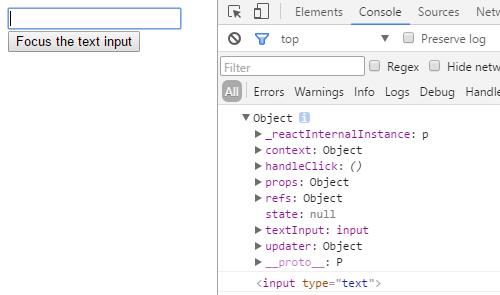 Focus the text input
Elements Console Sources Netw
top Preserve log
Filter Regex Hide netw
All Errors Warnings Info Logs Debug Handle
Object i
_reactInternalInstance: p
context: Object
handleClick: ()
props: Object
refs: Object
state: null
textInput: input
updater: Object
__proto__: P
<input type="text">